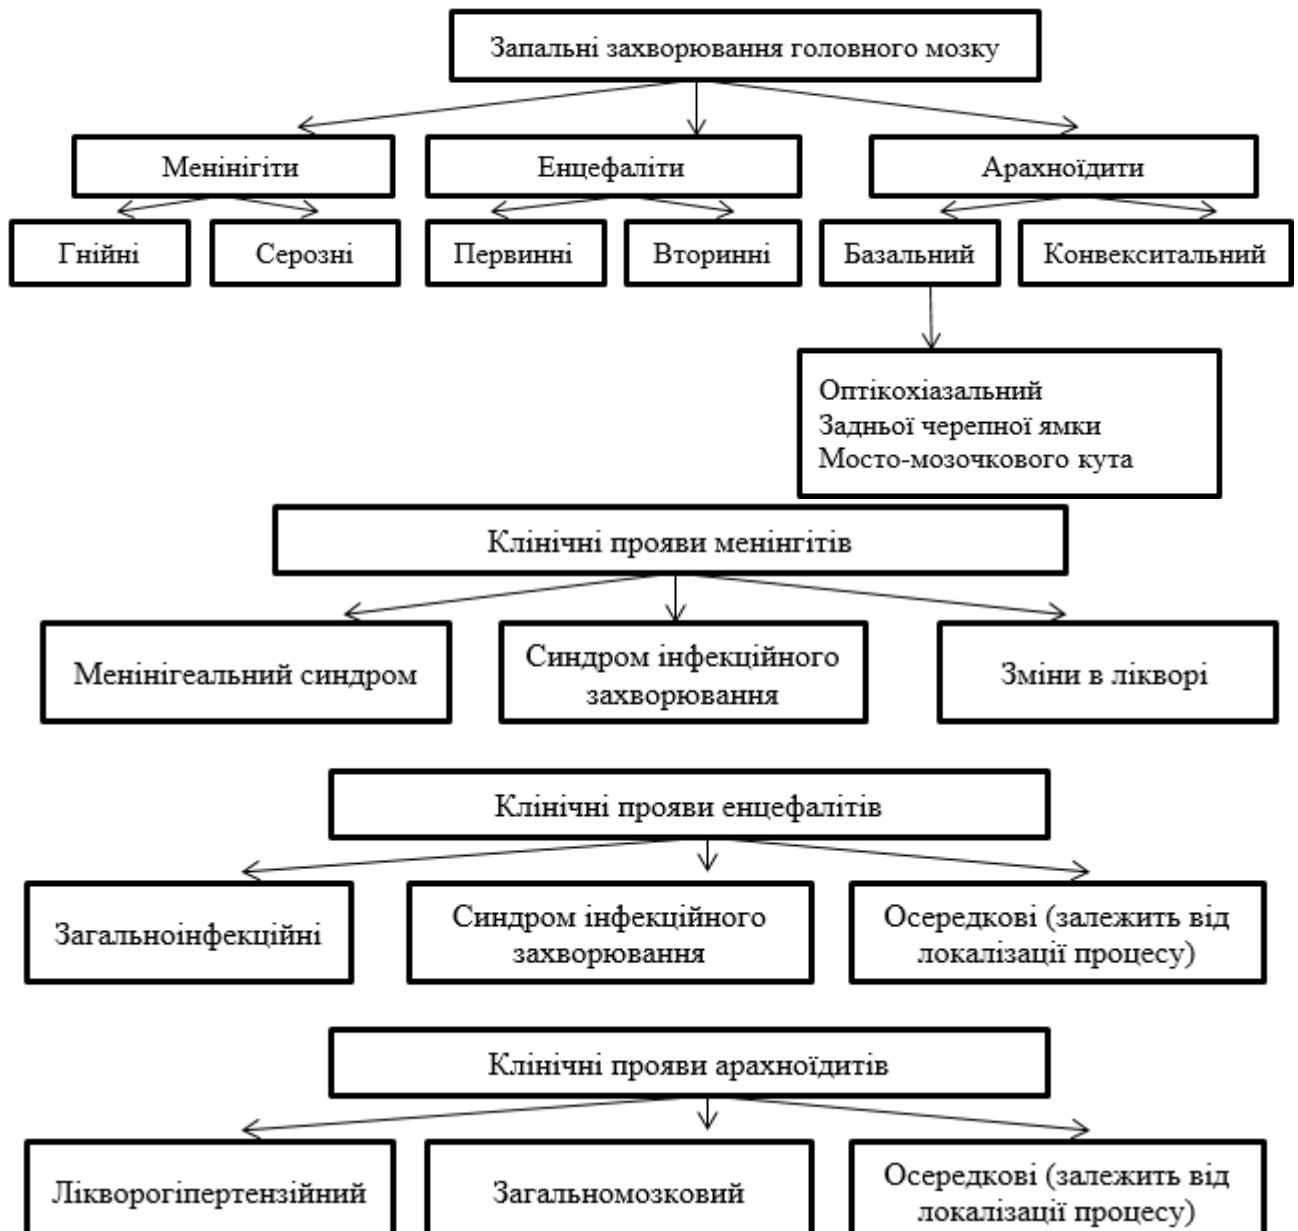 Запальні захворювання головного мозку
Менінігіти
Енцефаліти
Арахноїдити
Гнійні
Серозні
Первинні
Вторинні
Базальний
Конвекситальний
Оптікохіазальний
Задньої черепної ямки
Мосто-мозочкового кута
Клінічні прояви менінгітів
Менінігеальний синдром
Синдром інфекційного
захворювання
Зміни в лікворі
Клінічні прояви енцефалітів
Загальноінфекційні
Синдром інфекційного
захворювання
Осередкові (залежить від
локалізації процесу)
Клінічні прояви арахноїдитів
Лікворогіпертензійний
Загальномозковий
Осередкові (залежить від
локалізації процесу)